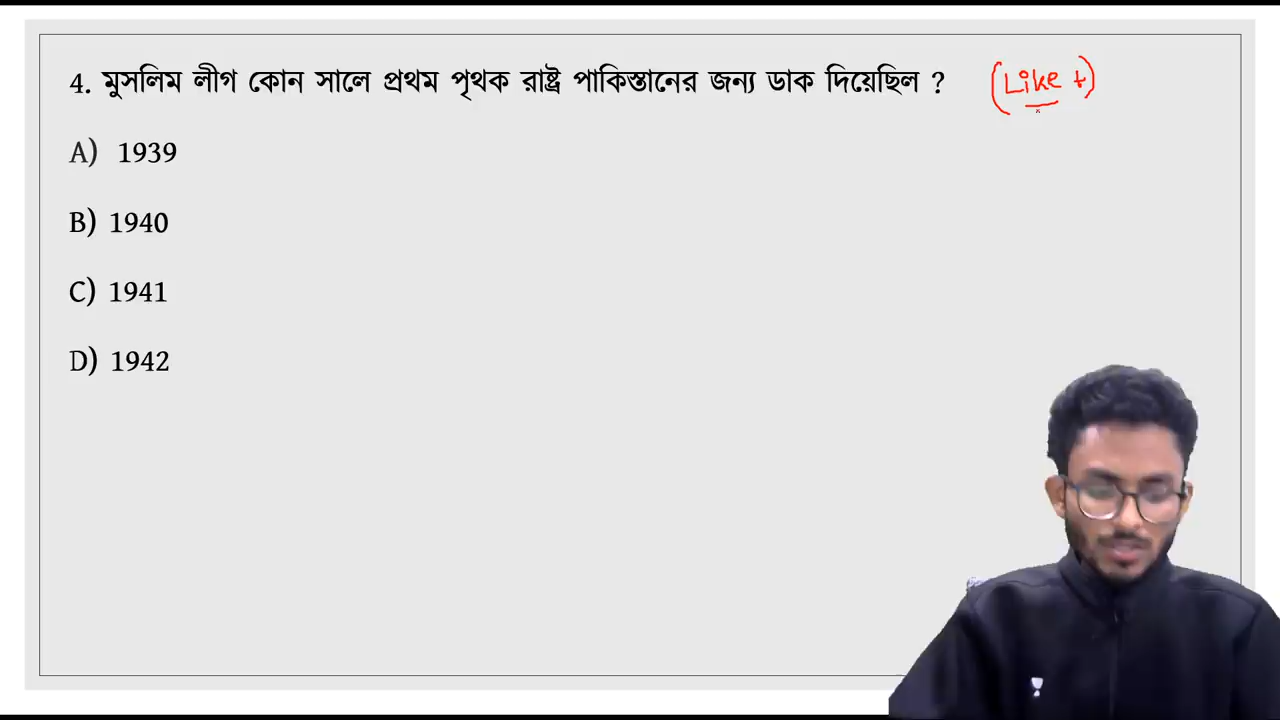 4. মুসলিম লীগ কোন সালে প্রথম পৃথক রাষ্ট্র পাকিস্তানের জন্য ডাক দিয়েছিল ? (Like +)
A) 1939
B) 1940
C) 1941
D) 1942